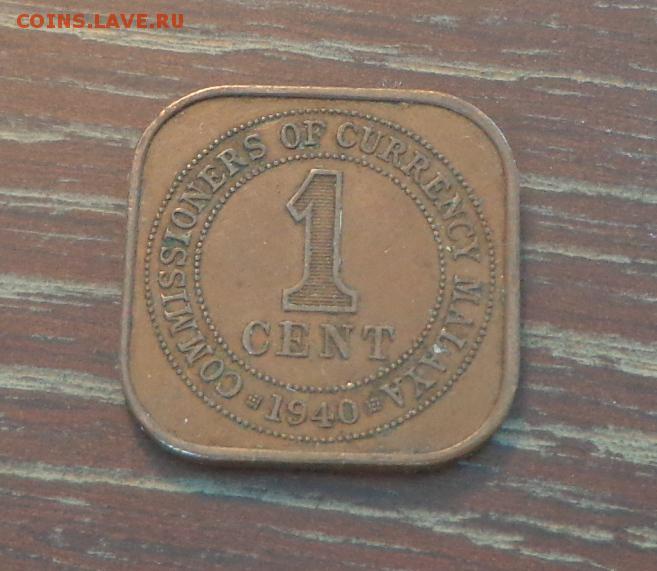 COINS.LAVE.RU
COMMISSIONERS OF CURRENCY MALAYA
1
CENT
1940